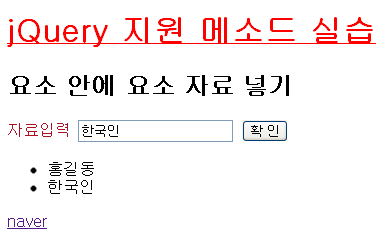 jQuery 지원 메소드 실습
요소 안에 요소 자료 넣기
자료입력 한국인 확 인
홍길동
한국인
naver